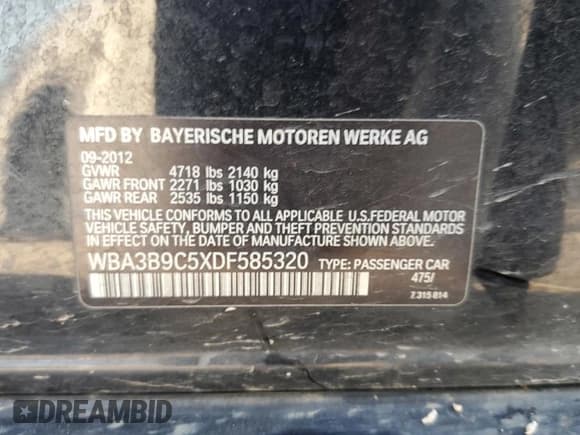 MFD BY BAYERISCHE MOTOREN WERKE AG
09-2012
GVWR 4718 lbs 2140 kg
GAWR FRONT 2271 lbs 1030 kg
GAWR REAR 2535 lbs 1150 kg
THIS VEHICLE CONFORMS TO ALL APPLICABLE U.S.FEDERAL MOTOR
VEHICLE SAFETY, BUMPER AND THEFT PREVENTION STANDARDS IN
EFFECT ON THE DATE OF MANUFACTURE SHOWN ABOVE.
WBA3B9C5XDF585320 TYPE: PASSENGER CAR
475/
7 315 814
DREAMBID